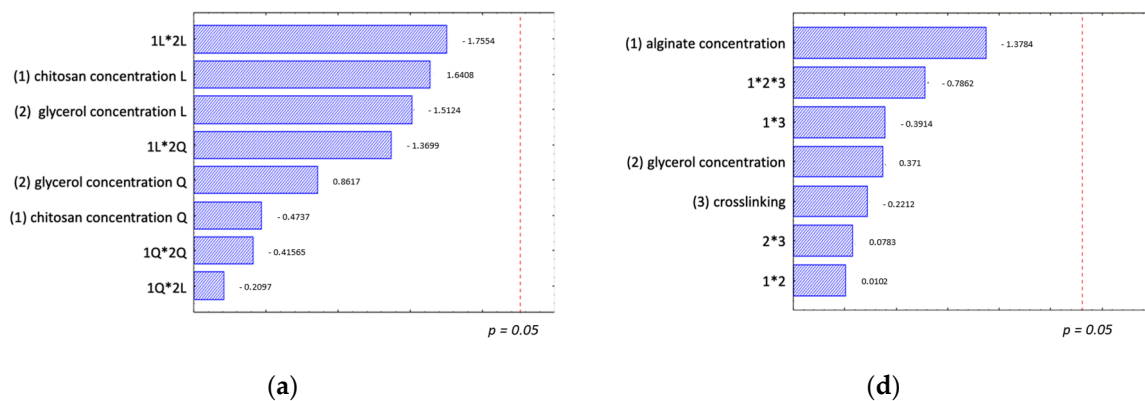 1L*2L
- 1.7554
(1) chitosan concentration L
1.6408
(2) glycerol concentration L
- 1.5124
1L*2Q
- 1.3699
(2) glycerol concentration Q
0.8617
(1) chitosan concentration Q
- 0.4737
1Q*2Q
- 0.41565
1Q*2L
- 0.2097
p = 0.05
(a)
(1) alginate concentration
- 1.3784
1*2*3
- 0.7862
1*3
- 0.3914
(2) glycerol concentration
0.371
(3) crosslinking
- 0.2212
2*3
0.0783
1*2
0.0102
p = 0.05
(d)